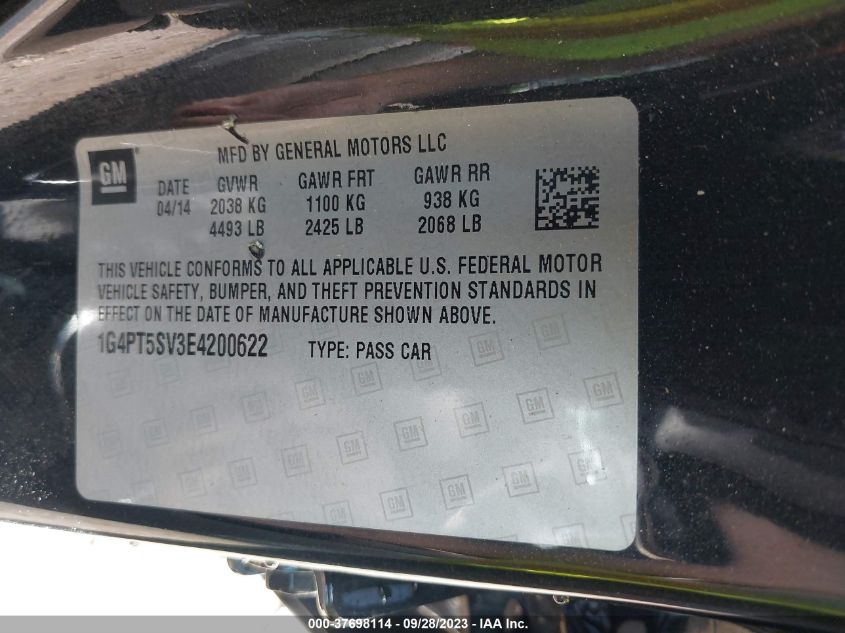 GM
MFD BY GENERAL MOTORS LLC
DATE GVWR GAWR FRT GAWR RR
04/14 2038 KG 1100 KG 938 KG
4493 LB 2425 LB 2068 LB
THIS VEHICLE CONFORMS TO ALL APPLICABLE U.S. FEDERAL MOTOR
VEHICLE SAFETY, BUMPER, AND THEFT PREVENTION STANDARDS IN
EFFECT ON THE DATE OF MANUFACTURE SHOWN ABOVE.
1G4PT5SV3E4200622 TYPE: PASS CAR
000-37698114 - 09/28/2023 - IAA Inc.